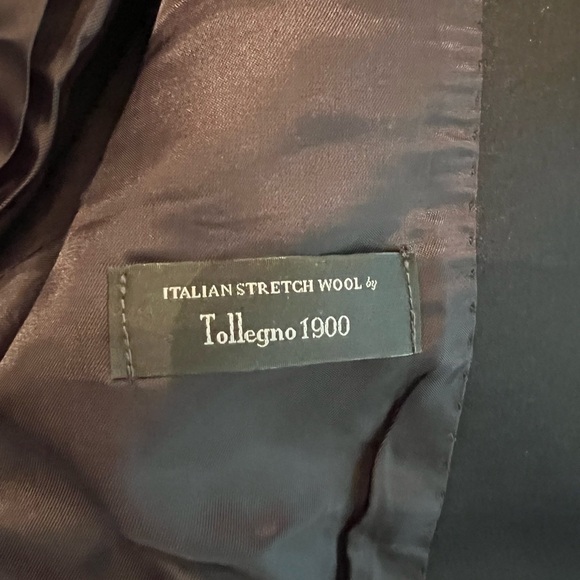 ITALIAN STRETCH WOOL by
Tollegno 1900